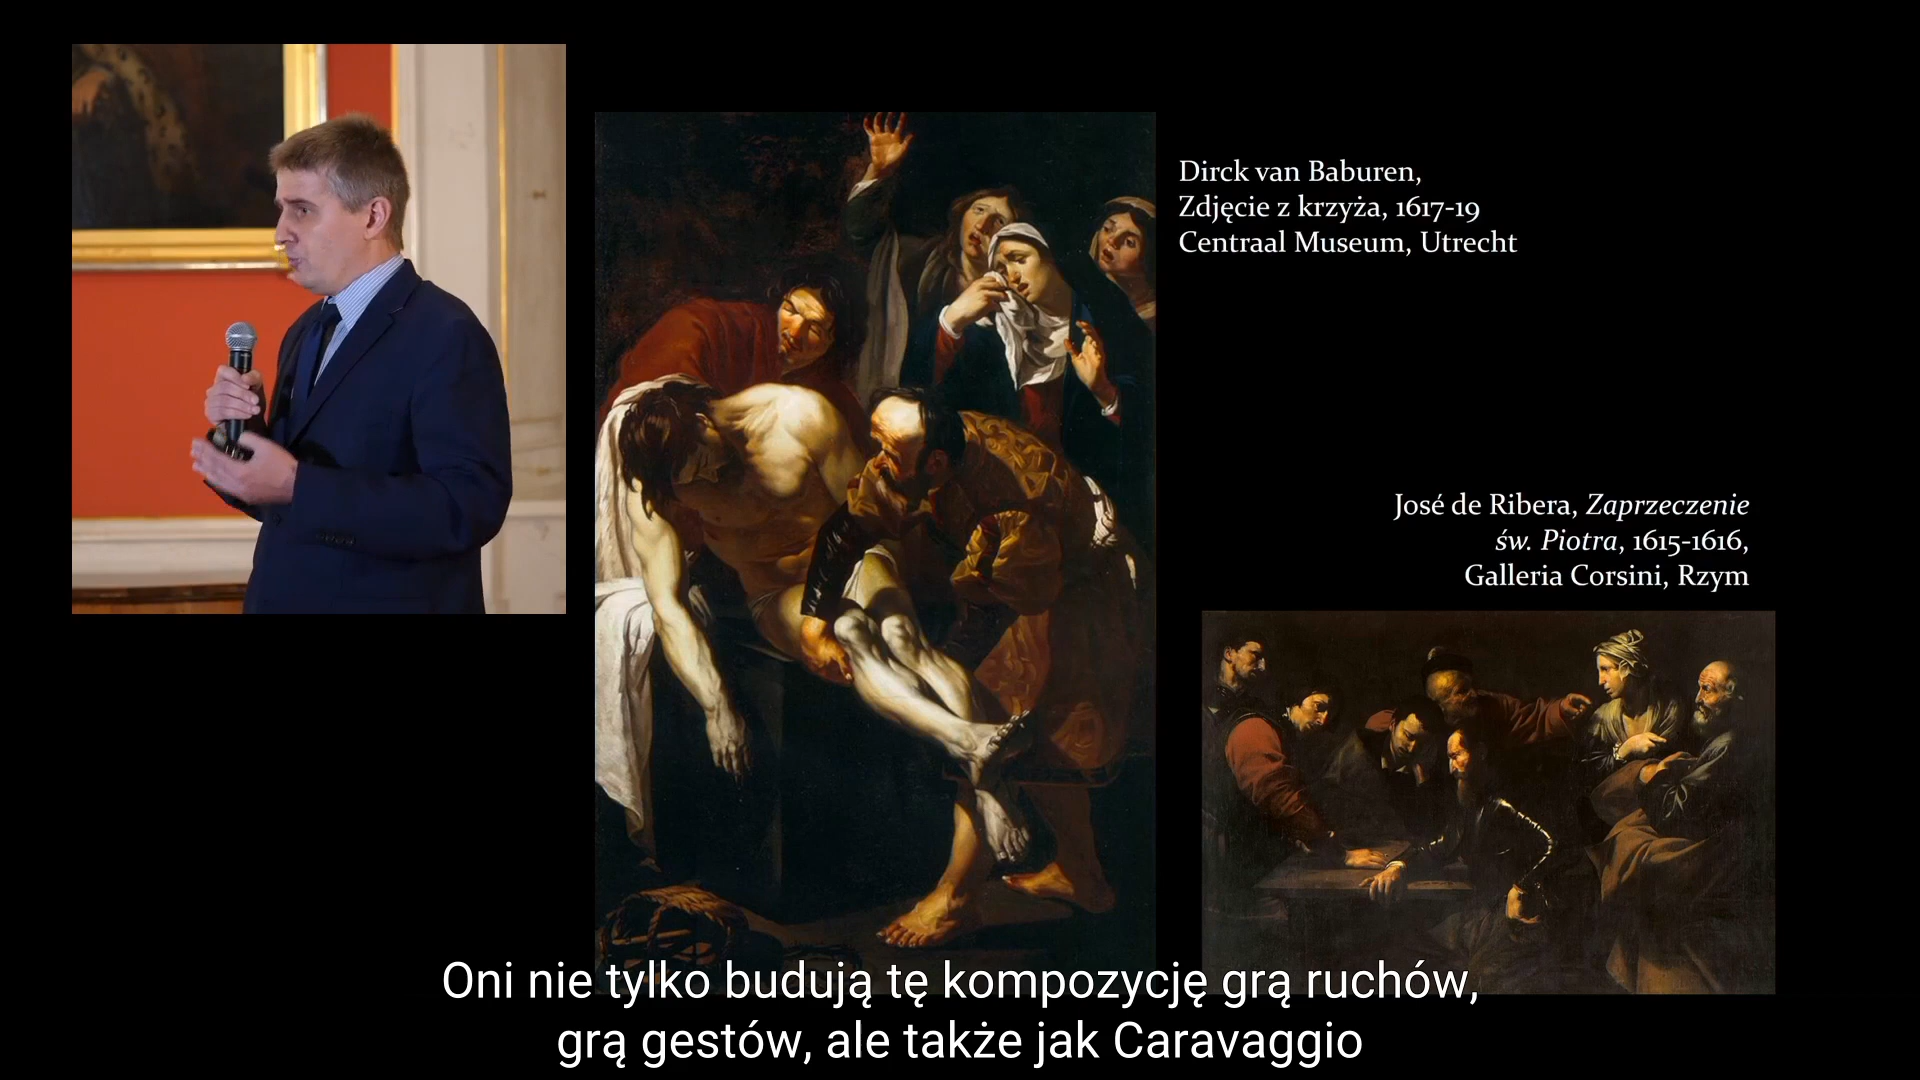 Dirck van Baburen,
Zdjęcie z krzyża, 1617-19
Centraal Museum, Utrecht
José de Ribera, Zaprzeczenie
św. Piotra, 1615-1616,
Galleria Corsini, Rzym
Oni nie tylko budują tę kompozycję grą ruchów,
grą gestów, ale także jak Caravaggio